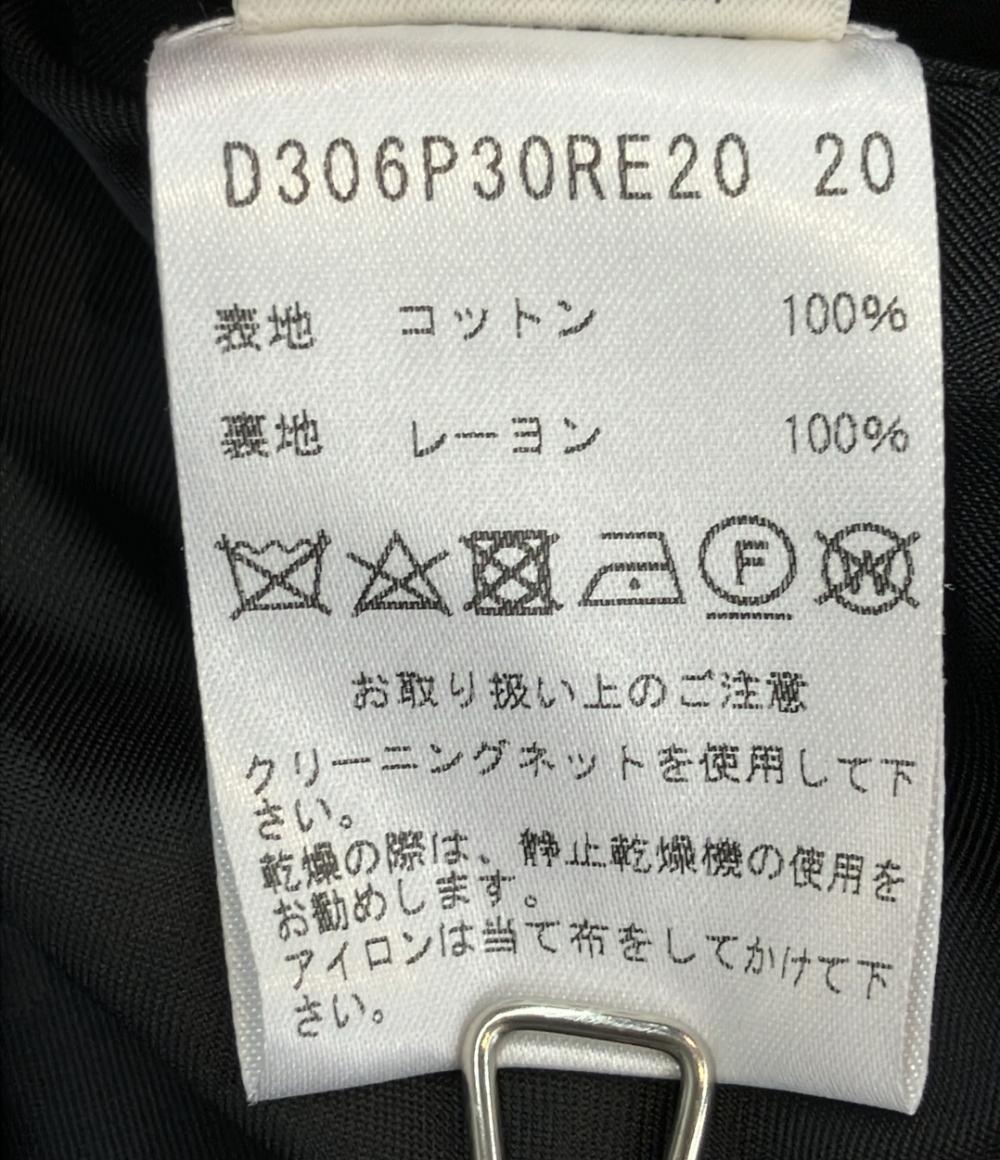 D306P30RE20 20
表地 コットン 100%
裏地 レーヨン 100%
F W
お取り扱い上のご注意
クリーニングネットを使用して下
さい。
乾燥の際は、静止乾燥機の使用を
お勧めします。
アイロンは当て布をしてかけて下
さい。